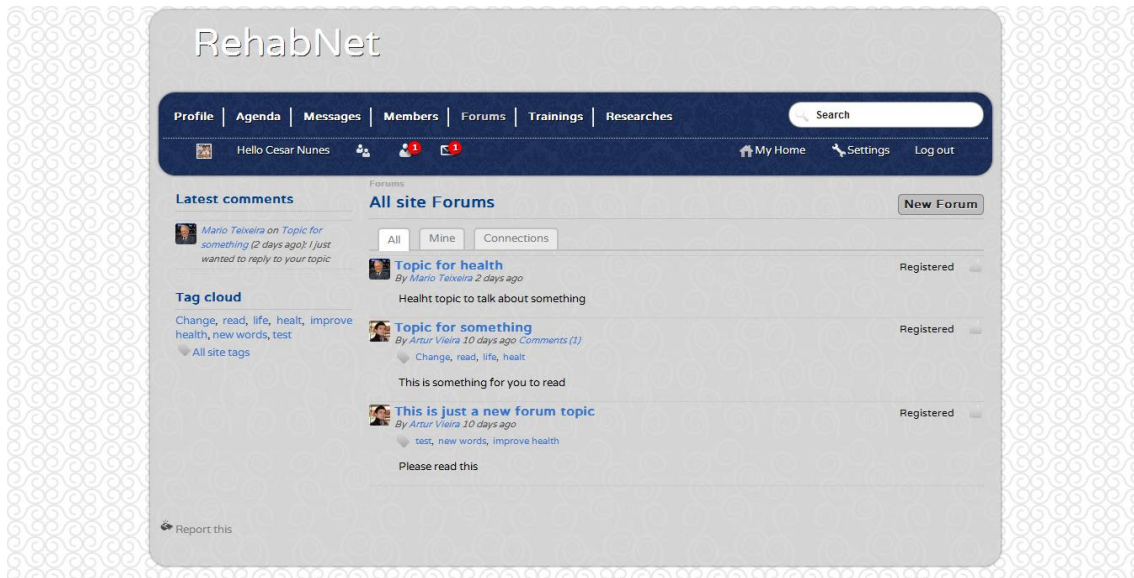 RehabNet
Profile Agenda Messages Members Forums Trainings Researches Search
Hello Cesar Nunes 1 1 My Home Settings Log out
Latest comments
Mario Teixeira on Topic for
something (2 days ago): I just
wanted to reply to your topic
Tag cloud
Change, read, life, healt, improve
health, new words, test
All site tags
Forums
All site Forums New Forum
All Mine Connections
Topic for health Registered
By Mario Teixeira 2 days ago
Healht topic to talk about something
Topic for something Registered
By Artur Vieira 10 days ago Comments (1)
Change, read, life, healt
This is something for you to read
This is just a new forum topic Registered
By Artur Vieira 10 days ago
test, new words, improve health
Please read this
Report this